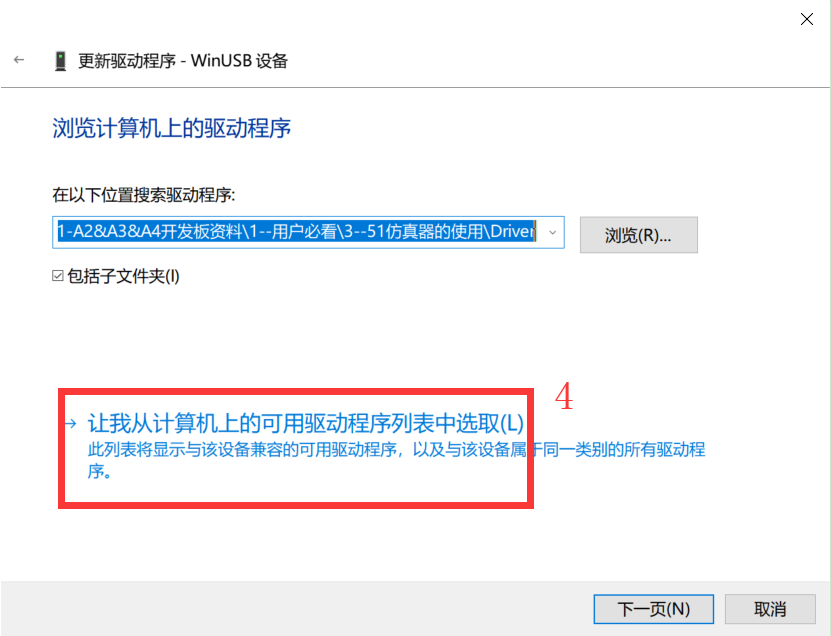 更新驱动程序 - WinUSB 设备
浏览计算机上的驱动程序
在以下位置搜索驱动程序:
1-A2&A3&A4开发板资料\1--用户必看\3--51仿真器的使用\Driver
浏览(R)...
包括子文件夹(I)
4
让我从计算机上的可用驱动程序列表中选取(L)
此列表将显示与该设备兼容的可用驱动程序，以及与该设备属于同一类别的所有驱动程
序。
下一页(N)
取消